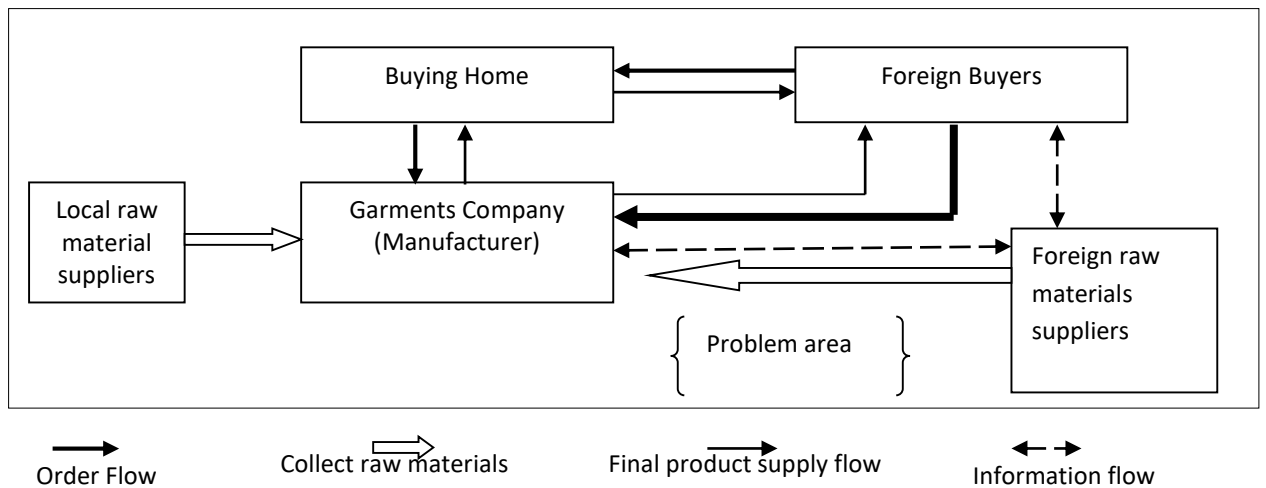 Buying Home
Foreign Buyers
Local raw
material
suppliers
Garments Company
(Manufacturer)
Foreign raw
materials
suppliers
Problem area
Order Flow
Collect raw materials
Final product supply flow
Information flow